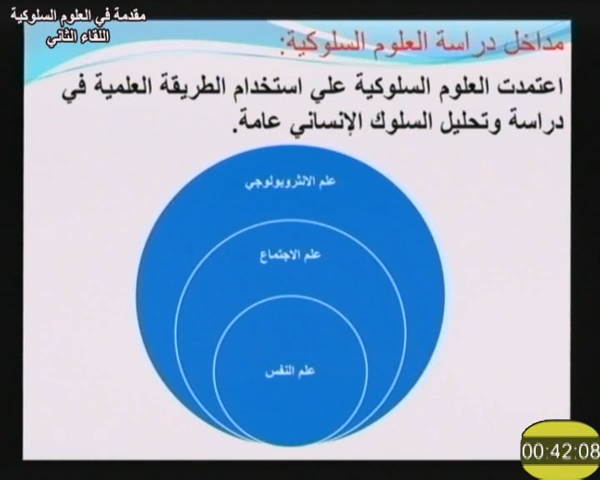 مقدمة في العلوم السلوكية
اللقاء الثاني
مداخل دراسة العلوم السلوكية:
اعتمدت العلوم السلوكية علي استخدام الطريقة العلمية في
دراسة وتحليل السلوك الإنساني عامة.
علم الانثروبولوجي
علم الاجتماع
علم النفس
00:42:08